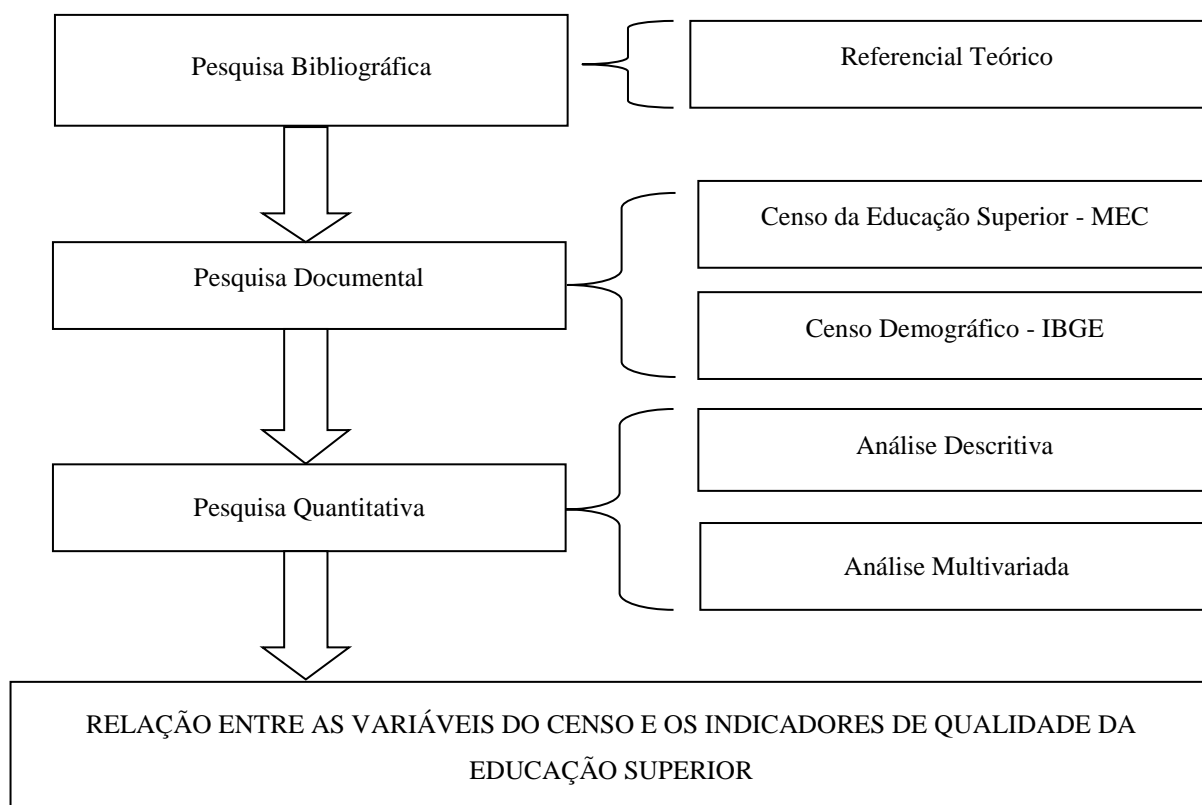 Pesquisa Bibliográfica
Referencial Teórico
Pesquisa Documental
Censo da Educação Superior - MEC
Censo Demográfico - IBGE
Pesquisa Quantitativa
Análise Descritiva
Análise Multivariada
RELAÇÃO ENTRE AS VARIÁVEIS DO CENSO E OS INDICADORES DE QUALIDADE DA
EDUCAÇÃO SUPERIOR